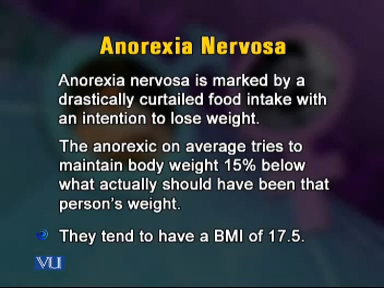 Anorexia Nervosa
Anorexia nervosa is marked by a
drastically curtailed food intake with
an intention to lose weight.
The anorexic on average tries to
maintain body weight 15% below
what actually should have been that
person's weight.
They tend to have a BMI of 17.5.
VU